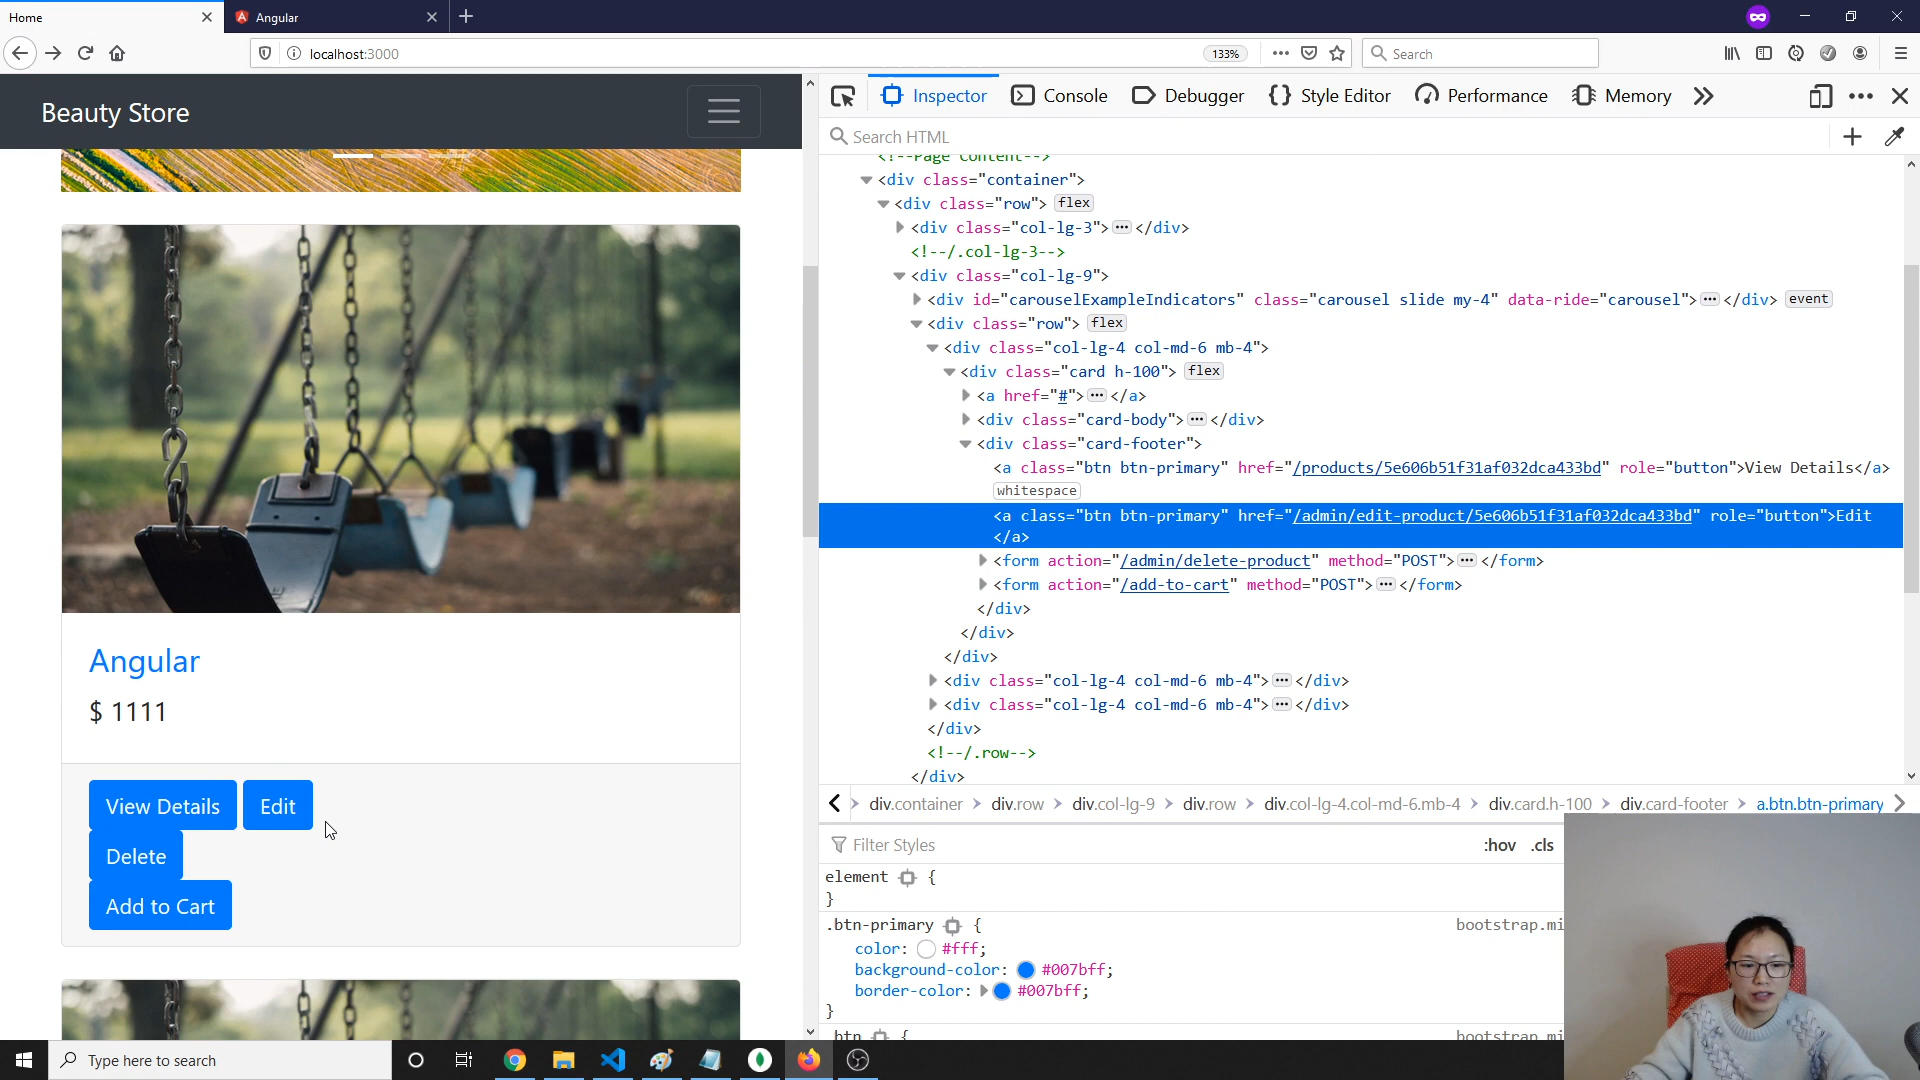 Home
Angular
localhost:3000
133%
Search
Beauty Store
Inspector
Console
Debugger
Style Editor
Performance
Memory
Search HTML
<!--Page Content-->
<div class="container">
<div class="row"> flex
<div class="col-lg-3"> ••• </div>
<!--/.col-lg-3-->
<div class="col-lg-9">
<div id="carouselExampleIndicators" class="carousel slide my-4" data-ride="carousel"> ••• </div> event
<div class="row"> flex
<div class="col-lg-4 col-md-6 mb-4">
<div class="card h-100"> flex
<a href="#"> ••• </a>
<div class="card-body"> ••• </div>
<div class="card-footer">
<a class="btn btn-primary" href="/products/5e606b51f31af032dca433bd" role="button">View Details</a>
whitespace
<a class="btn btn-primary" href="/admin/edit-product/5e606b51f31af032dca433bd" role="button">Edit
</a>
<form action="/admin/delete-product" method="POST"> ••• </form>
<form action="/add-to-cart" method="POST"> ••• </form>
</div>
</div>
</div>
<div class="col-lg-4 col-md-6 mb-4"> ••• </div>
<div class="col-lg-4 col-md-6 mb-4"> ••• </div>
</div>
<!--/.row-->
</div>
Angular
$ 1111
View Details
Edit
Delete
Add to Cart
div.container
div.row
div.col-lg-9
div.row
div.col-lg-4.col-md-6.mb-4
div.card.h-100
div.card-footer
a.btn.btn-primary
Filter Styles
:hov
.cls
element {
}
.btn-primary {
bootstrap.mi
color: #fff;
background-color: #007bff;
border-color: #007bff;
}
.btn {
bootstrap.mi
Type here to search